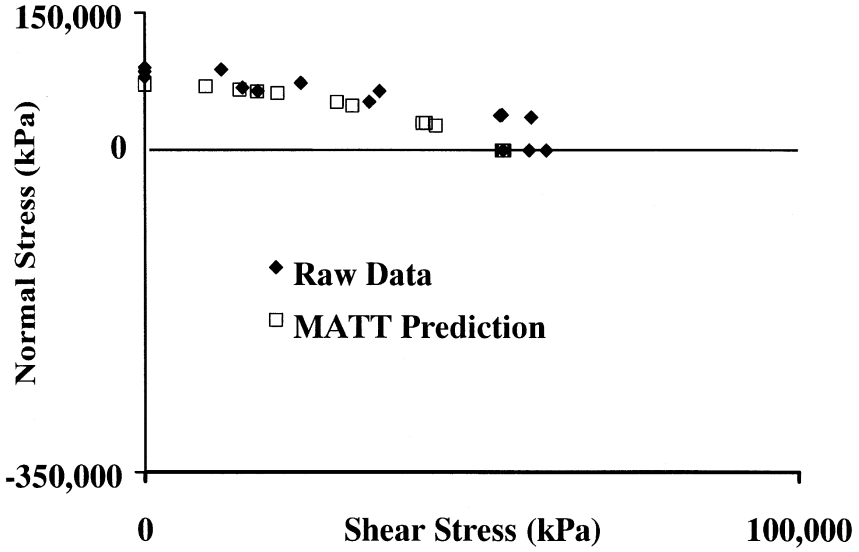 150,000
0
Normal Stress (kPa)
Raw Data
MATT Prediction
-350,000
0
Shear Stress (kPa)
100,000